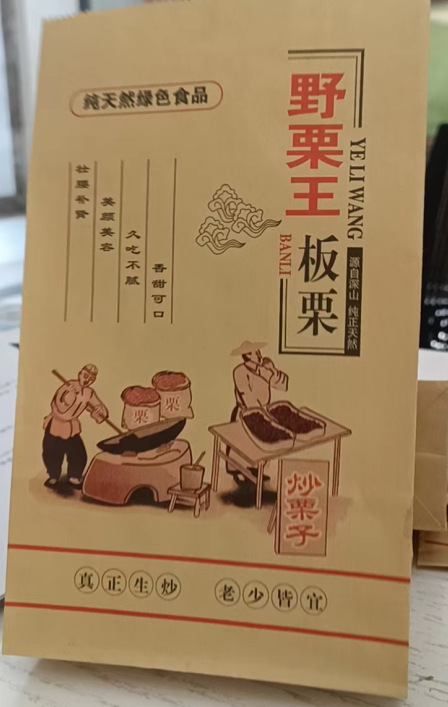 纯天然绿色食品
野栗王
YE LI WANG
板栗
BANLI
源自深山 纯正天然
香甜可口
久吃不腻
美颜美容
壮腰补肾
栗
栗
炒栗子
真正生炒 老少皆宜